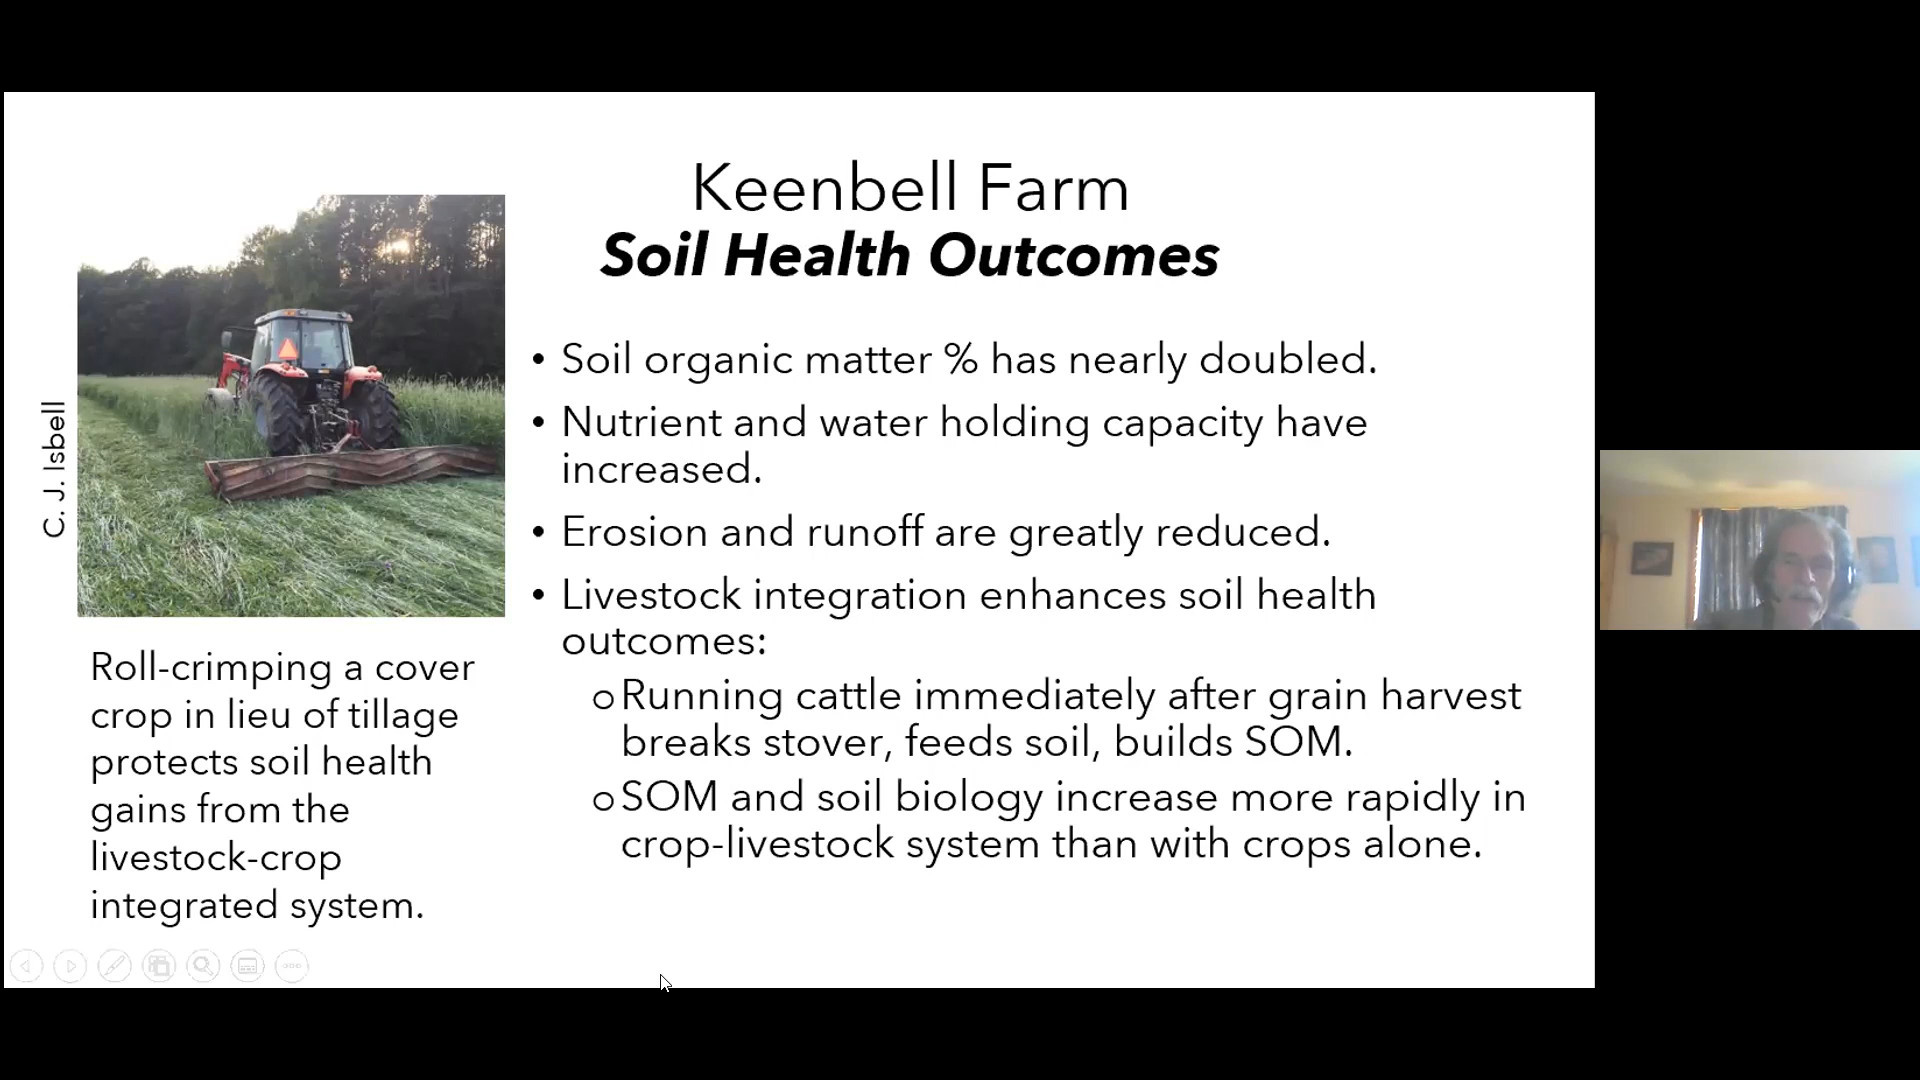 Keenbell Farm
Soil Health Outcomes
C. J. Isbell
Roll-crimping a cover
crop in lieu of tillage
protects soil health
gains from the
livestock-crop
integrated system.
• Soil organic matter % has nearly doubled.
• Nutrient and water holding capacity have
increased.
• Erosion and runoff are greatly reduced.
• Livestock integration enhances soil health
outcomes:
o Running cattle immediately after grain harvest
breaks stover, feeds soil, builds SOM.
o SOM and soil biology increase more rapidly in
crop-livestock system than with crops alone.